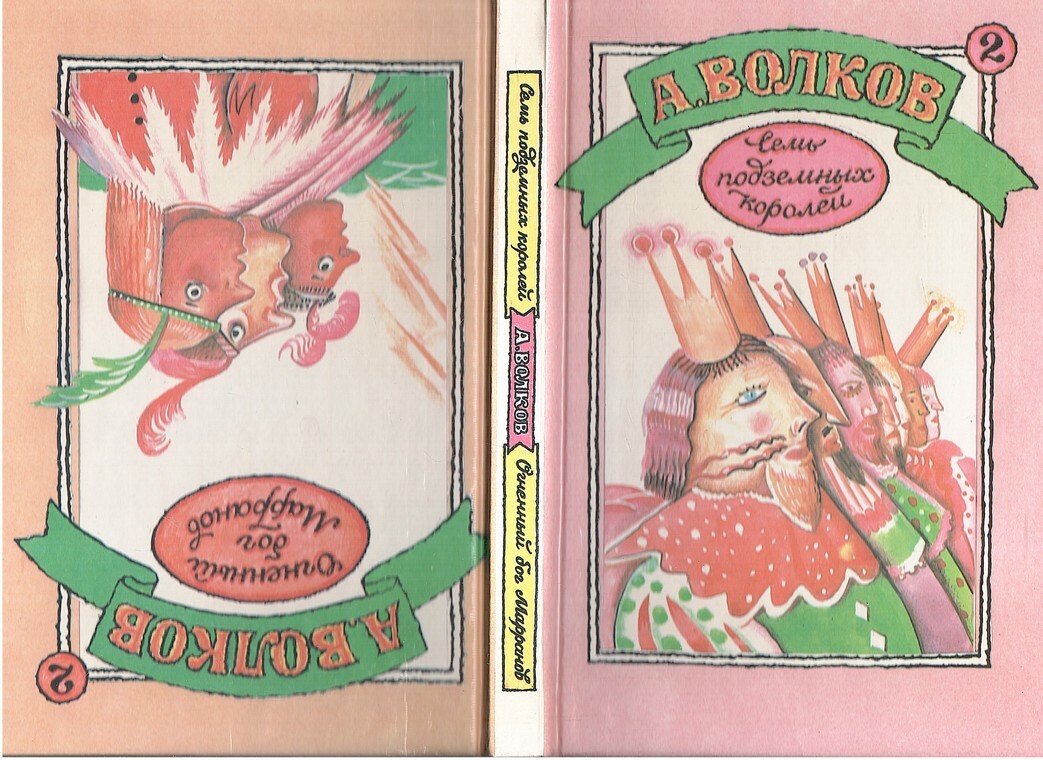 2
А.ВОЛКОВ
Семь
подземных
королей
Семь подземных королей
А.ВОЛКОВ
Огненный бог Марранов
2
А.ВОЛКОВ
Огненный
бог
Марранов